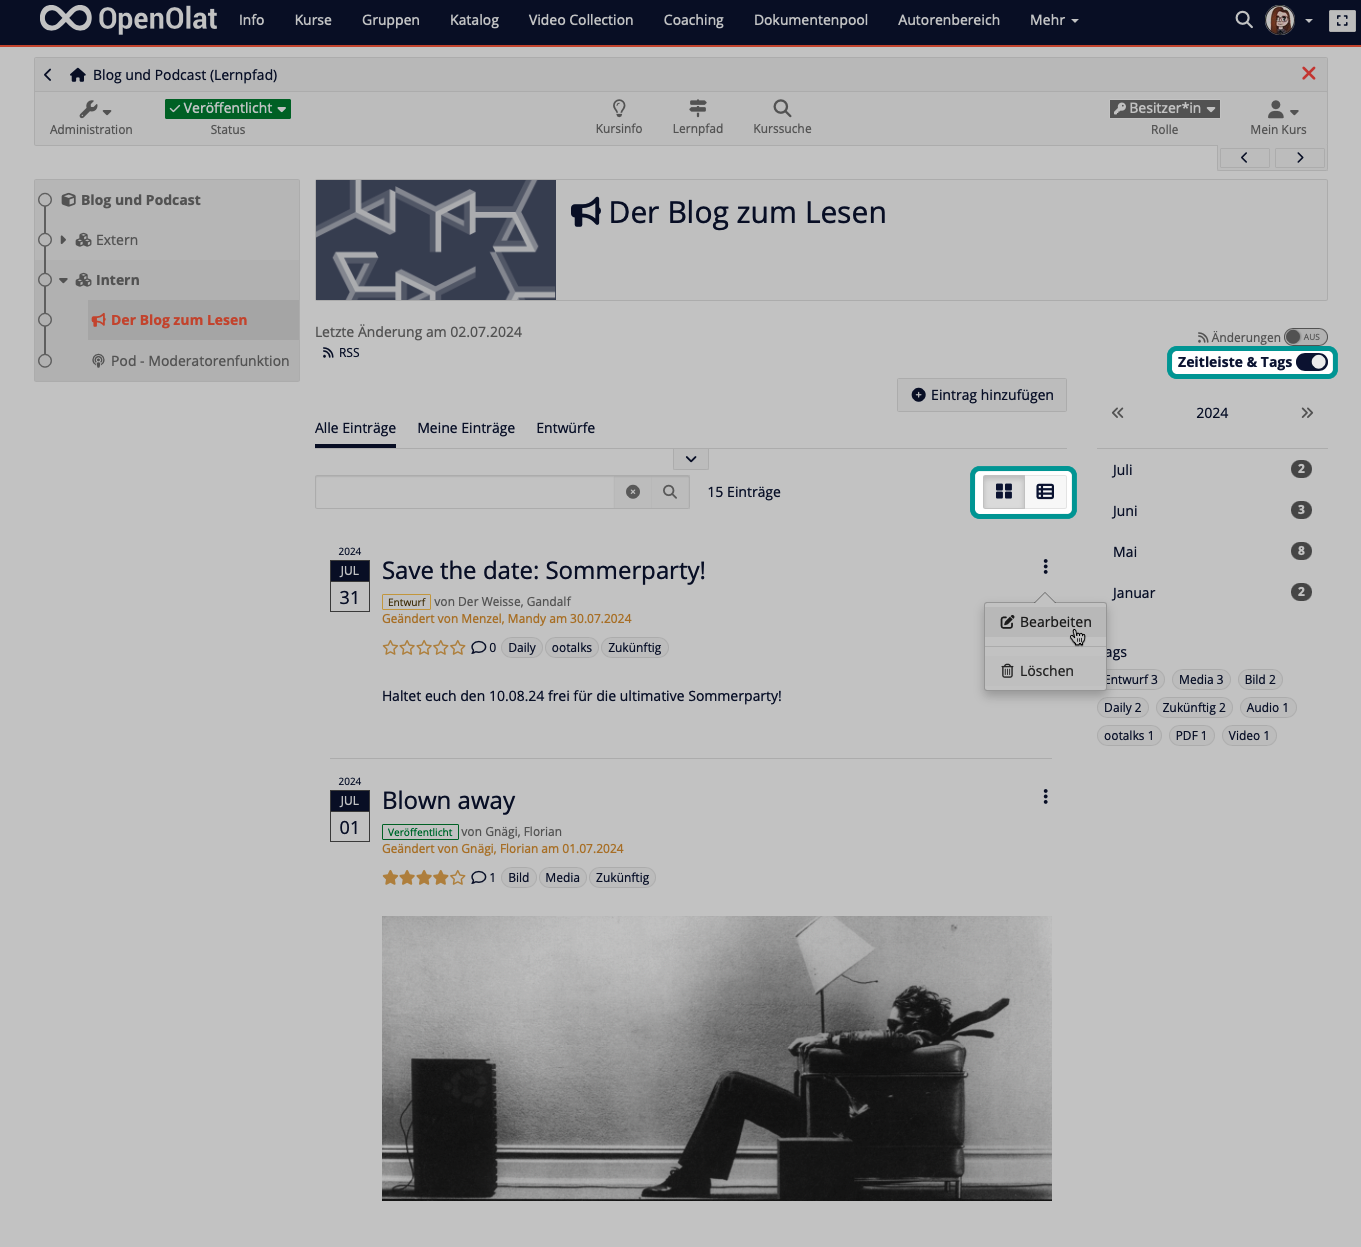 OpenOlat Info Kurse Gruppen Katalog Video Collection Coaching Dokumentenpool Autorenbereich Mehr
Blog und Podcast (Lernpfad)
Veröffentlicht Besitzer*in
Administration Status Kursinfo Lernpfad Kurssuche Rolle Mein Kurs
Blog und Podcast
Extern
Intern
Der Blog zum Lesen
Pod - Moderatorenfunktion
Der Blog zum Lesen
Letzte Änderung am 02.07.2024
RSS
Änderungen AUS
Zeitleiste & Tags
Eintrag hinzufügen
Alle Einträge Meine Einträge Entwürfe
15 Einträge
2024
Juli 2
Juni 3
Mai 8
Januar 2
ags
Entwurf 3 Media 3 Bild 2
Daily 2 Zukünftig 2 Audio 1
ootalks 1 PDF 1 Video 1
2024
JUL
31
Save the date: Sommerparty!
Entwurf von Der Weisse, Gandalf
Geändert von Menzel, Mandy am 30.07.2024
0 Daily ootalks Zukünftig
Haltet euch den 10.08.24 frei für die ultimative Sommerparty!
Bearbeiten
Löschen
2024
JUL
01
Blown away
Veröffentlicht von Gnägi, Florian
Geändert von Gnägi, Florian am 01.07.2024
1 Bild Media Zukünftig